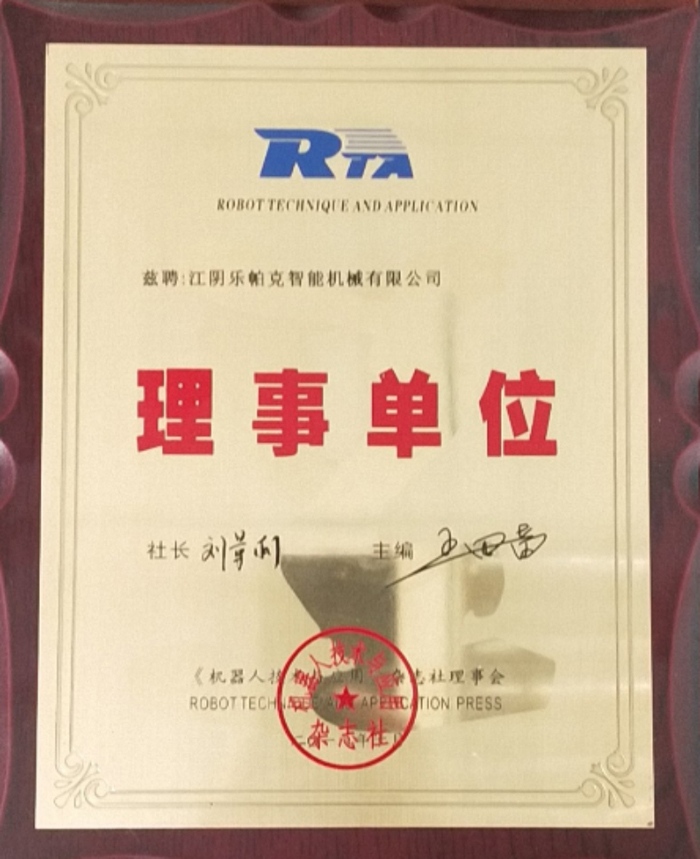 RTA
ROBOT TECHNIQUE AND APPLICATION
兹聘:江阴乐帕克智能机械有限公司
理事单位
社长 主编
《机器人技术与应用》杂志社理事会
ROBOT TECHNIQUE AND APPLICATION PRESS
杂志社